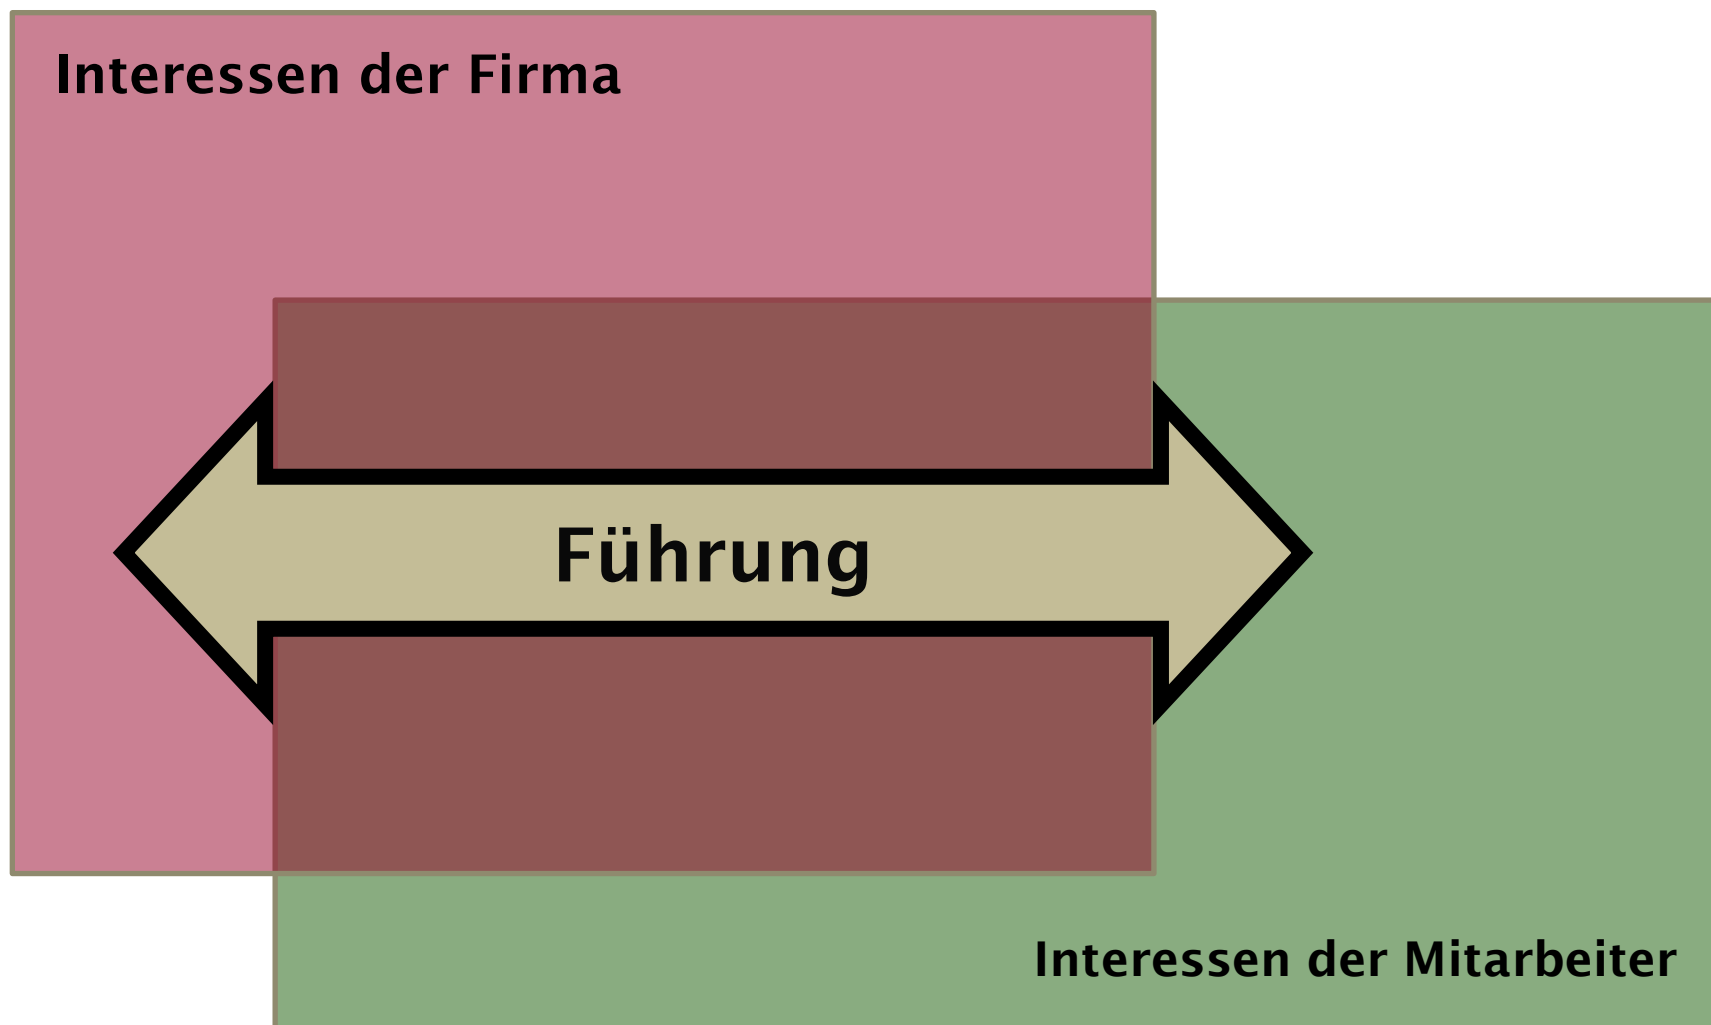 Interessen der Firma
Führung
Interessen der Mitarbeiter